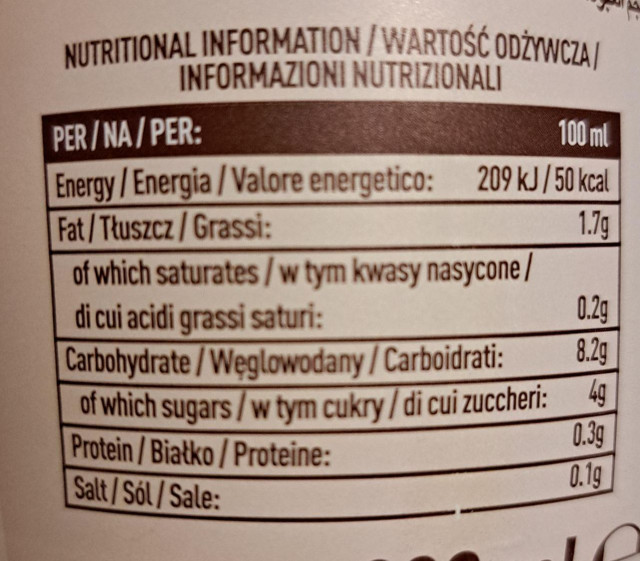 NUTRITIONAL INFORMATION / WARTOŚĆ ODŻYWCZA /
INFORMAZIONI NUTRIZIONALI
PER / NA / PER: 100 ml
Energy / Energia / Valore energetico: 209 kJ / 50 kcal
Fat / Tłuszcz / Grassi: 1.7g
of which saturates / w tym kwasy nasycone /
di cui acidi grassi saturi: 0.2g
Carbohydrate / Węglowodany / Carboidrati: 8.2g
of which sugars / w tym cukry / di cui zuccheri: 4g
Protein / Białko / Proteine: 0.3g
Salt / Sól / Sale: 0.1g